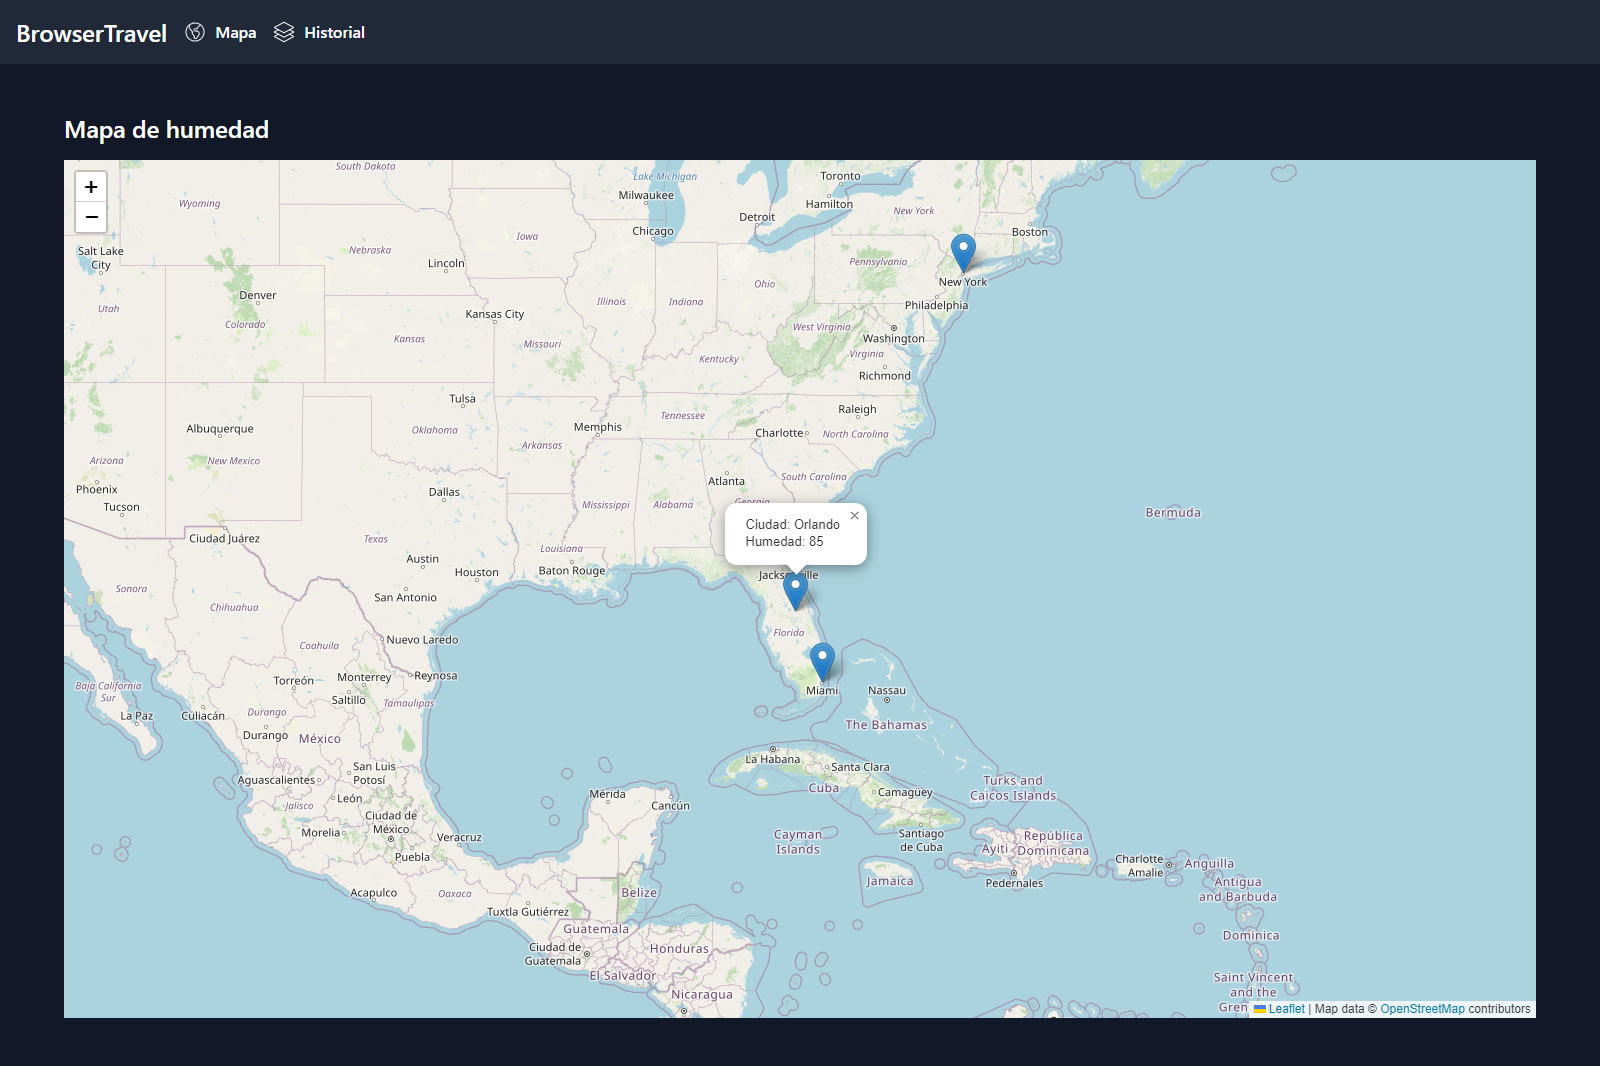 BrowserTravel
Mapa
Historial
Mapa de humedad
+
−
South Dakota
Lake Michigan
Toronto
Milwaukee
Hamilton
Wyoming
New York
Detroit
Boston
Chicago
Iowa
Salt Lake
City
Nebraska
Lincoln
Pennsylvania
New York
Ohio
Denver
Illinois
Indiana
Philadelphia
Utah
Kansas City
Colorado
West Virginia
Washington
Kansas
Missouri
Virginia
Kentucky
Richmond
Tulsa
Raleigh
Tennessee
Albuquerque
Oklahoma
Memphis
Charlotte
North Carolina
Arkansas
Arizona
New Mexico
Atlanta
South Carolina
Phoenix
Dallas
Tucson
Mississippi
Alabama
Georgia
Bermuda
×
Ciudad: Orlando
Humedad: 85
Ciudad Juárez
Texas
Louisiana
Austin
Houston
Baton Rouge
Jacksonville
Sonora
San Antonio
Chihuahua
Florida
Coahuila
Nuevo Laredo
Torreón
Monterrey
Reynosa
Baja California
Sur
Miami
Nassau
Saltillo
Tamaulipas
La Paz
Culiacán
Durango
The Bahamas
Durango
México
La Habana
Santa Clara
San Luis
Potosí
Aguascalientes
Turks and
Caicos Islands
Cuba
Camagüey
León
Mérida
Cancún
Jalisco
Ciudad de
México
Morelia
Veracruz
Cayman
Islands
Santiago
de Cuba
República
Dominicana
Ayiti
Puebla
Charlotte
Amalie
Anguilla
Jamaica
Pedernales
Antigua
and Barbuda
Acapulco
Oaxaca
Belize
Tuxtla Gutiérrez
Guatemala
Dominica
Ciudad de
Guatemala
Honduras
El Salvador
Saint Vincent
and the
Nicaragua
Gren
Leaflet | Map data © OpenStreetMap contributors